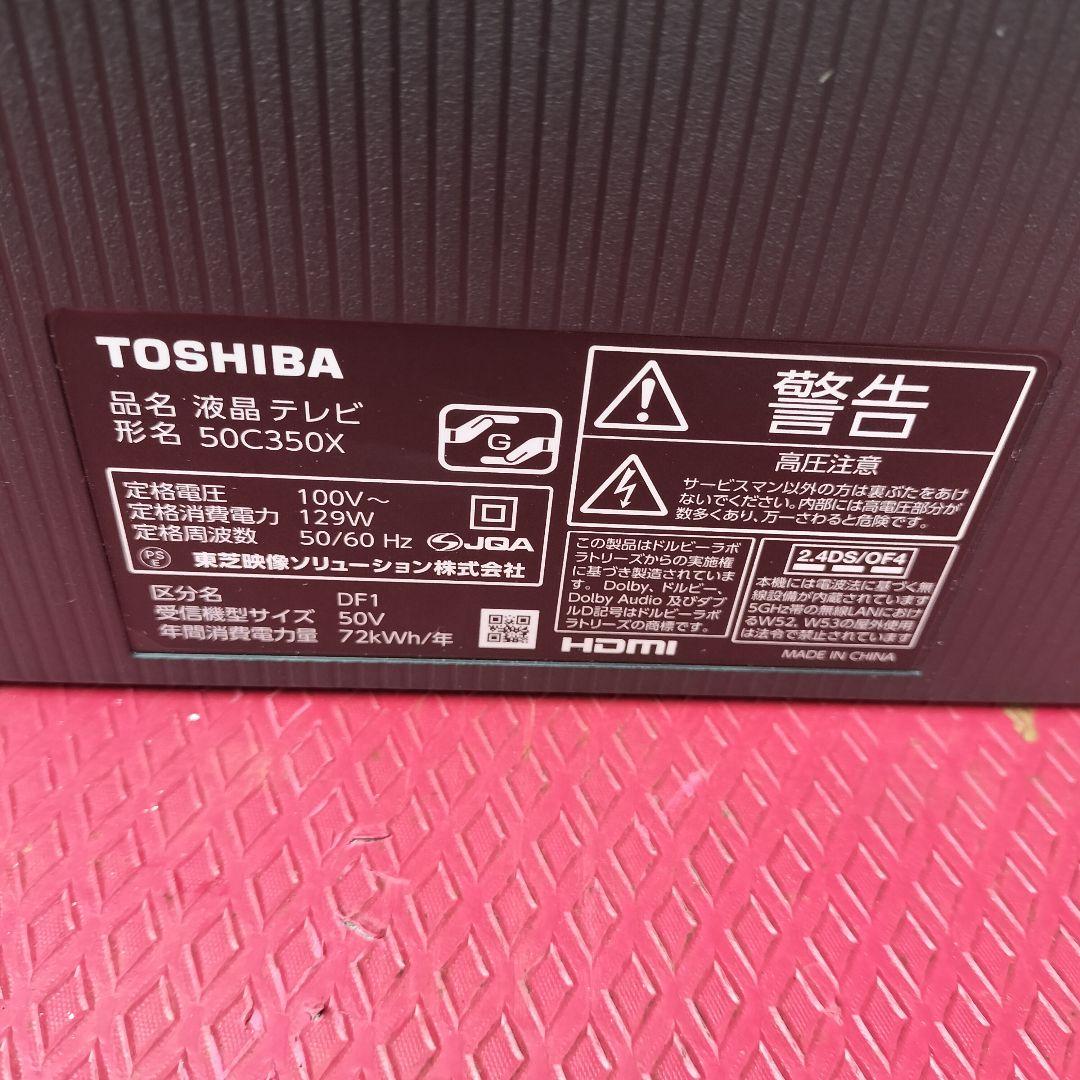 TOSHIBA
品名 液晶テレビ
形名 50C350X
G
定格電圧 100V～
定格消費電力 129W
定格周波数 50/60 Hz
JQA
PSE 東芝映像ソリューション株式会社
区分名 DF1
受信機型サイズ 50V
年間消費電力量 72kWh/年
警告
高圧注意
サービスマン以外の方は裏ぶたをあけ
ないでください。内部には高電圧部分が
数多くあり、万一さわると危険です。
この製品はドルビーラボ
ラトリーズからの実施権
に基づき製造されていま
す。Dolby、ドルビー、
Dolby Audio 及びダブ
ルD記号はドルビーラボ
ラトリーズの商標です。
HDMI
2.4DS/OF4
本機には電波法に基づく無
線設備が内蔵されています
5GHz帯の無線LANにおけ
るW52, W53の屋外使用
は法令で禁止されています
MADE IN CHINA